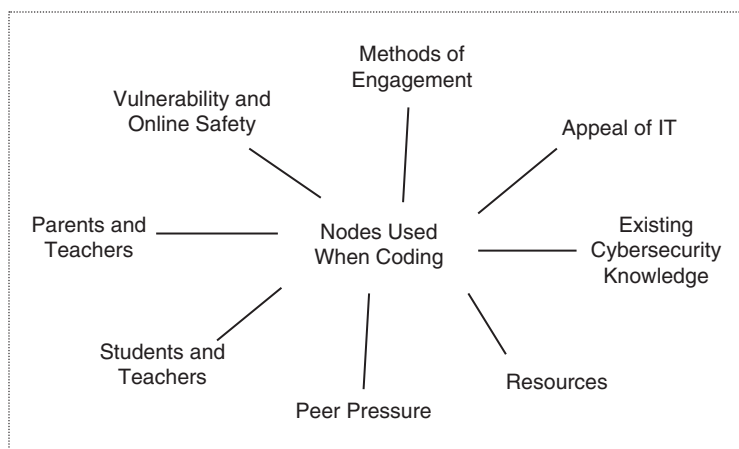 Methods of
Engagement
Vulnerability and
Online Safety
Appeal of IT
Parents and
Teachers
Nodes Used
When Coding
Existing
Cybersecurity
Knowledge
Students and
Teachers
Peer Pressure
Resources